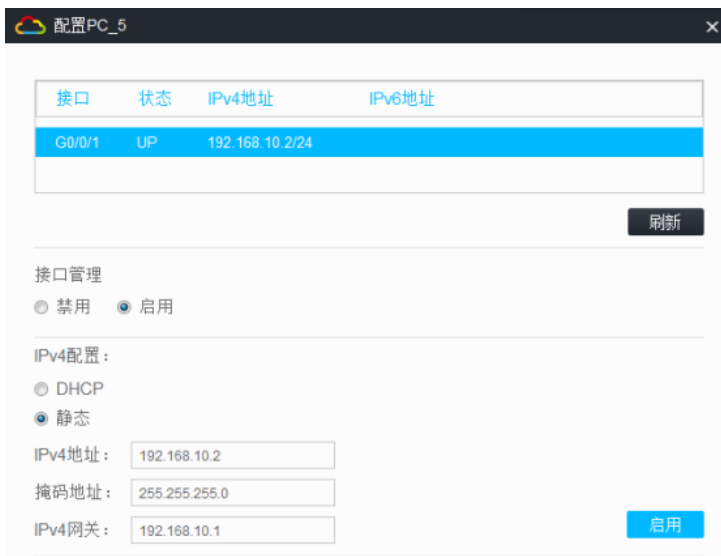 配置PC_5
接口 状态 IPv4地址 IPv6地址
G0/0/1 UP 192.168.10.2/24
刷新
接口管理
禁用 启用
IPv4配置：
DHCP
静态
IPv4地址： 192.168.10.2
掩码地址： 255.255.255.0
IPv4网关： 192.168.10.1 启用